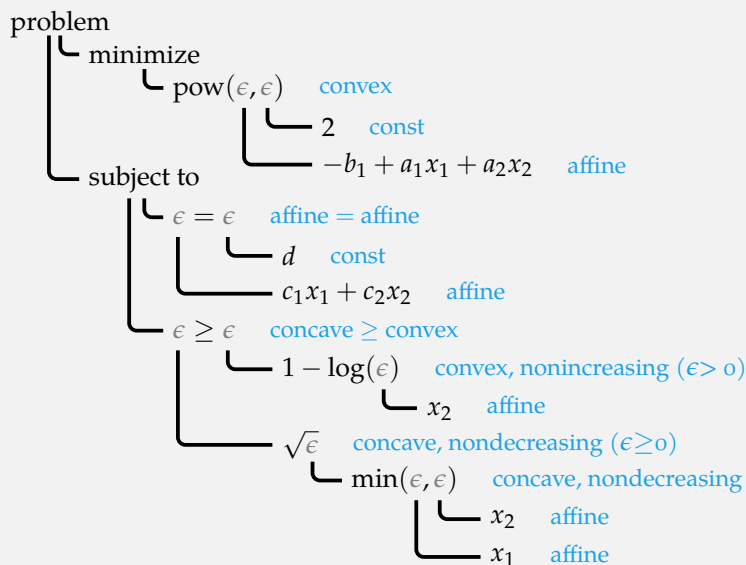 problem
minimize
pow(ϵ, ϵ) convex
2 const
−b₁ + a₁x₁ + a₂x₂ affine
subject to
ϵ = ϵ affine = affine
d const
c₁x₁ + c₂x₂ affine
ϵ ≥ ϵ concave ≥ convex
1 − log(ϵ) convex, nonincreasing (ϵ> 0)
x₂ affine
√ϵ concave, nondecreasing (ϵ≥0)
min(ϵ, ϵ) concave, nondecreasing
x₂ affine
x₁ affine